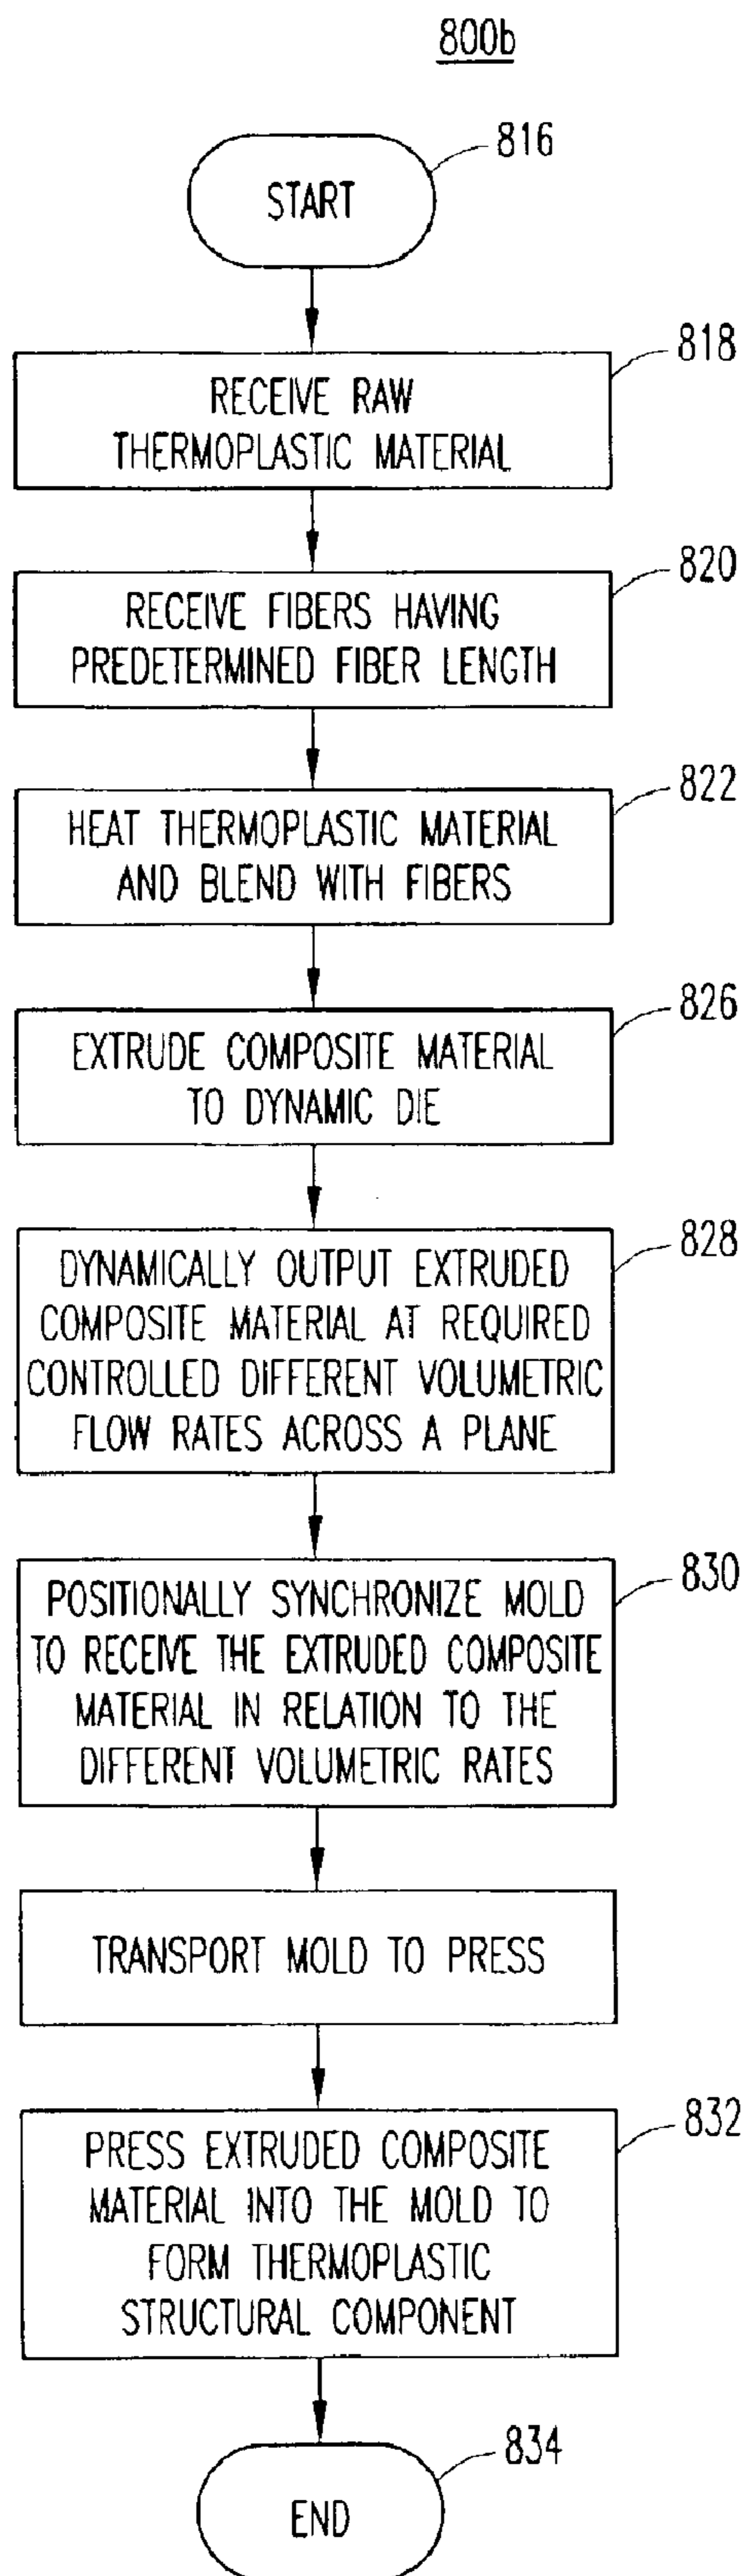 800b
816
START
818
RECEIVE RAW
THERMOPLASTIC MATERIAL
820
RECEIVE FIBERS HAVING
PREDETERMINED FIBER LENGTH
822
HEAT THERMOPLASTIC MATERIAL
AND BLEND WITH FIBERS
826
EXTRUDE COMPOSITE MATERIAL
TO DYNAMIC DIE
828
DYNAMICALLY OUTPUT EXTRUDED
COMPOSITE MATERIAL AT REQUIRED
CONTROLLED DIFFERENT VOLUMETRIC
FLOW RATES ACROSS A PLANE
830
POSITIONALLY SYNCHRONIZE MOLD
TO RECEIVE THE EXTRUDED COMPOSITE
MATERIAL IN RELATION TO THE
DIFFERENT VOLUMETRIC RATES
TRANSPORT MOLD TO PRESS
832
PRESS EXTRUDED COMPOSITE
MATERIAL INTO THE MOLD TO
FORM THERMOPLASTIC
STRUCTURAL COMPONENT
834
END